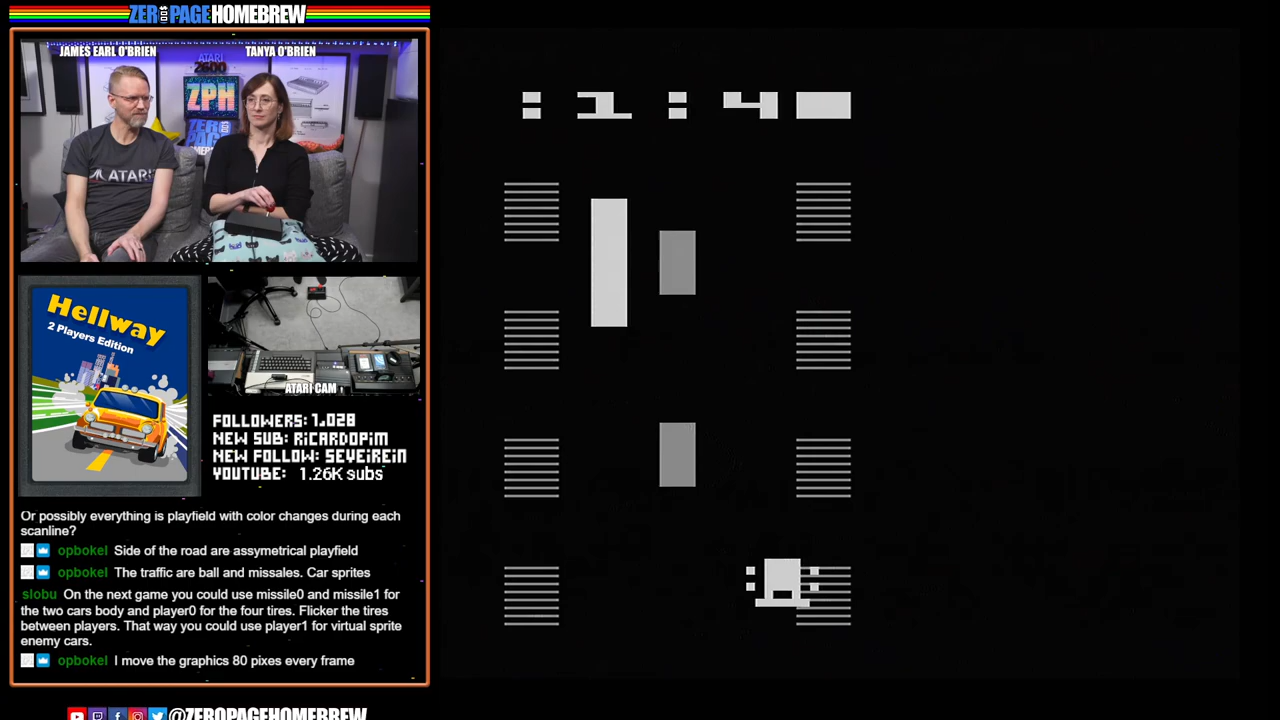 ZERO PAGE HOMEBREW
JAMES EARL O'BRIEN
TANYA O'BRIEN
ATARI
2600
ZPH
ZERO
PAGE
ATARI
Hellway
2 Players Edition
ATARI CAM
FOLLOWERS: 1,028
NEW SUB: RICARDOPIM
NEW FOLLOW: SEVEIREIN
YOUTUBE: 1.26K subs
Or possibly everything is playfield with color changes during each
scanline?
opbokel Side of the road are assymetrical playfield
opbokel The traffic are ball and missales. Car sprites
slobu On the next game you could use missile0 and missile1 for
the two cars body and player0 for the four tires. Flicker the tires
between players. That way you could use player1 for virtual sprite
enemy cars.
opbokel I move the graphics 80 pixes every frame
@ZEROPAGEHOMEBREW
:1:4